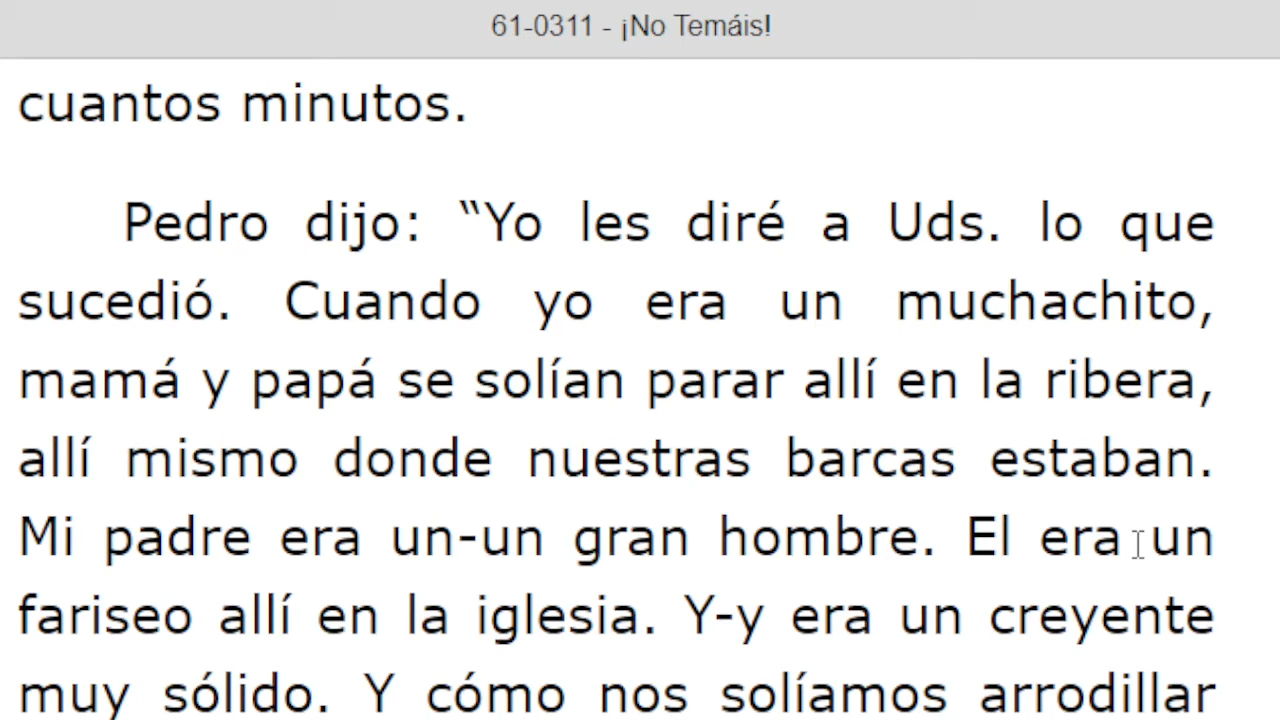 61-0311 - ¡No Temáis!
cuantos minutos.
Pedro dijo: “Yo les diré a Uds. lo que
sucedió. Cuando yo era un muchachito,
mamá y papá se solían parar allí en la ribera,
allí mismo donde nuestras barcas estaban.
Mi padre era un-un gran hombre. El era un
fariseo allí en la iglesia. Y-y era un creyente
muy sólido. Y cómo nos solíamos arrodillar